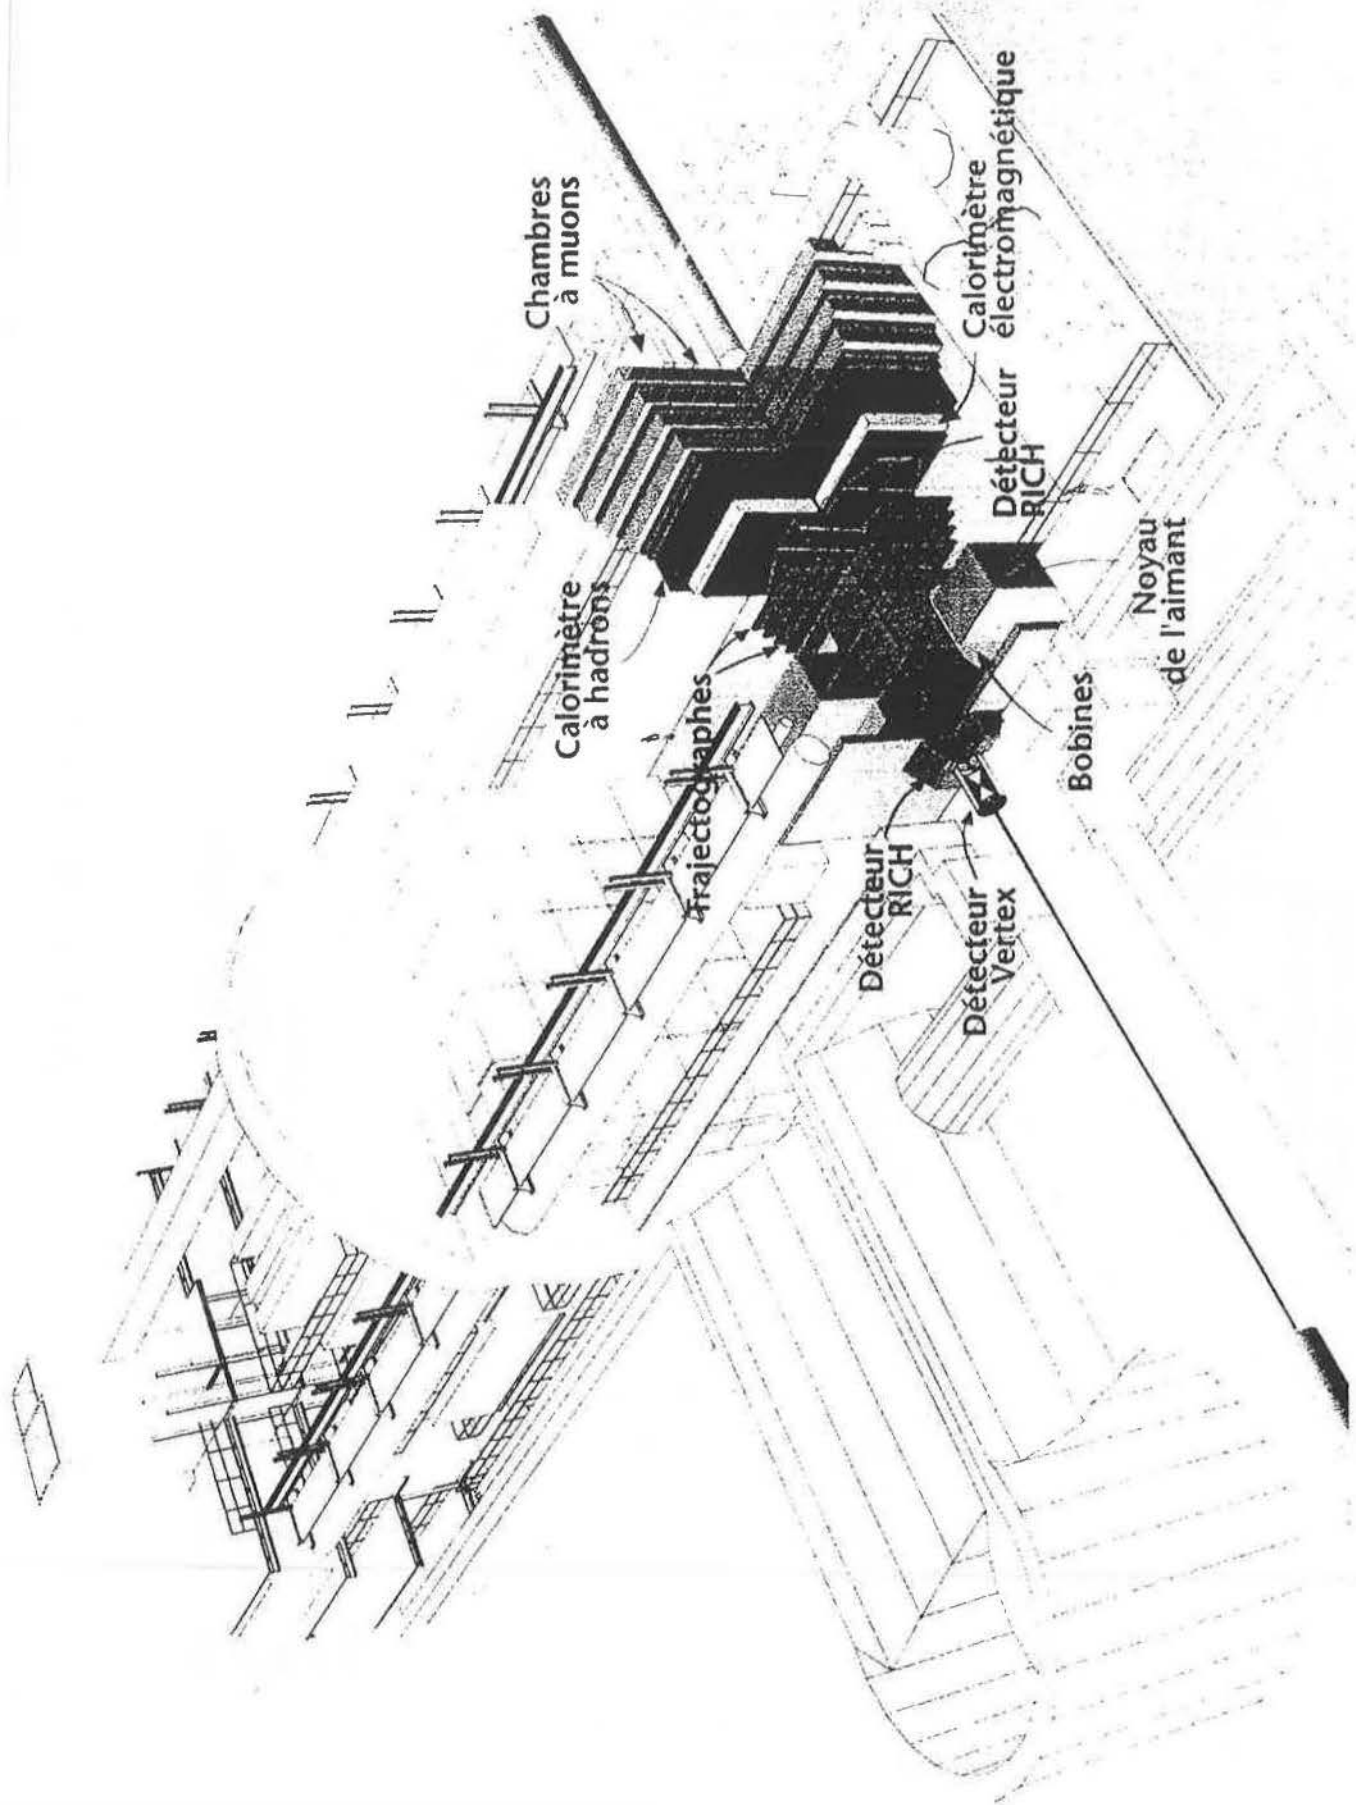 Chambres
à muons
Calorimètre
à hadrons
Trajectographes
Calorimètre
électromagnétique
Détecteur
RICH
Noyau
de l'aimant
Bobines
Détecteur
RICH
Détecteur
Vertex